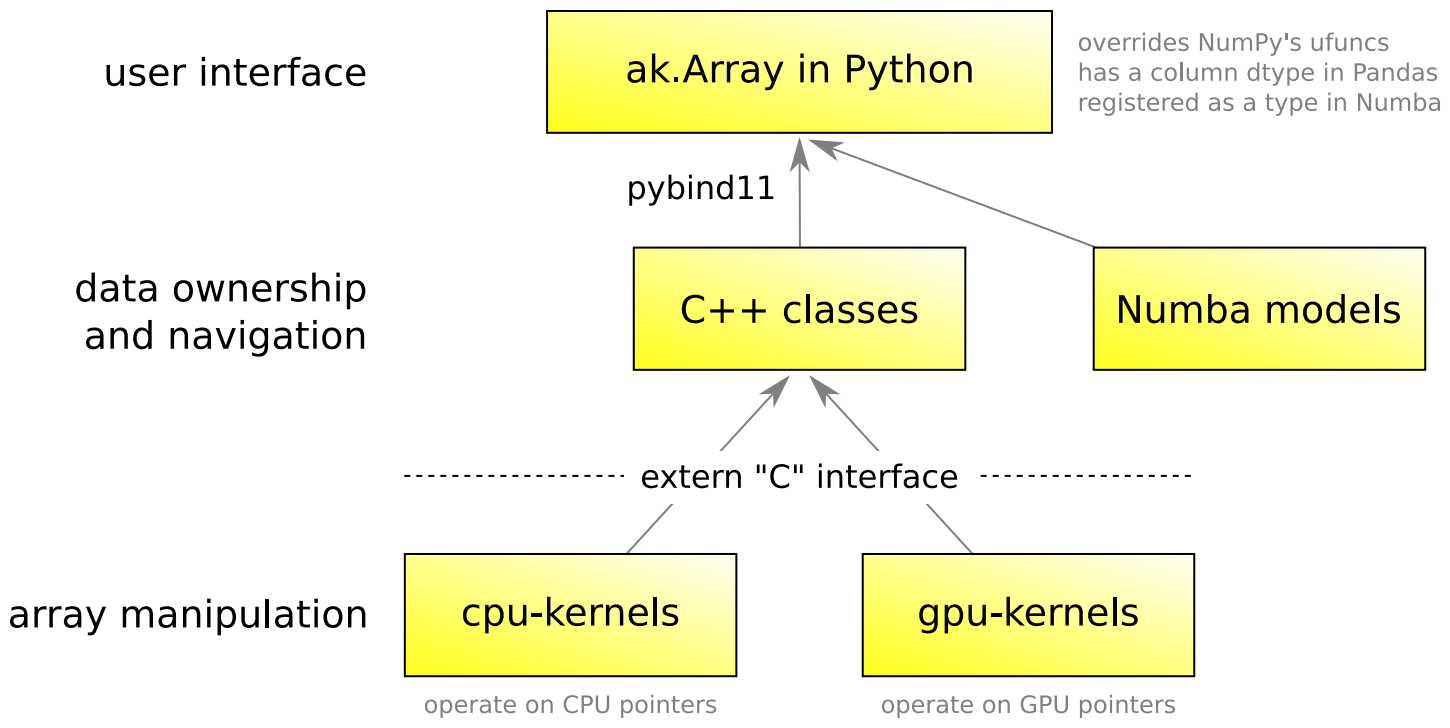 user interface
ak.Array in Python
overrides NumPy's ufuncs
has a column dtype in Pandas
registered as a type in Numba
pybind11
data ownership
and navigation
C++ classes
Numba models
extern "C" interface
array manipulation
cpu-kernels
gpu-kernels
operate on CPU pointers
operate on GPU pointers